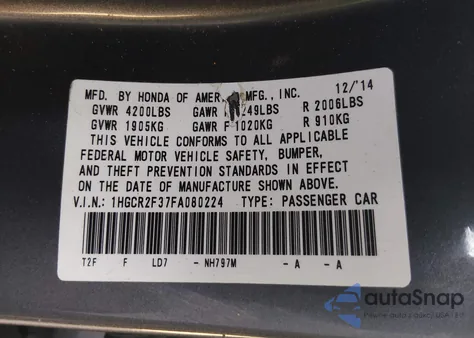 MFD. BY HONDA OF AMER. MFG., INC. 12/'14
GVWR 4200LBS GAWR 249LBS R 2006LBS
GVWR 1905KG GAWR F 1020KG R 910KG
THIS VEHICLE CONFORMS TO ALL APPLICABLE
FEDERAL MOTOR VEHICLE SAFETY, BUMPER,
AND THEFT PREVENTION STANDARDS IN EFFECT
ON THE DATE OF MANUFACTURE SHOWN ABOVE.
V.I.N.: 1HGCR2F37FA080224 TYPE: PASSENGER CAR
T2F F LD7 - NH797M - A - A
autoSnap